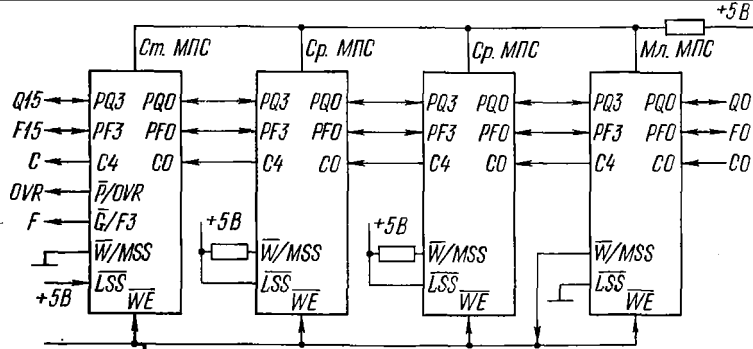 +5В
Ст. МПС Ср. МПС Ср. МПС Мл. МПС
Q15 PQ3 PQ0 PQ3 PQ0 PQ3 PQ0 PQ3 PQ0 Q0
F15 PF3 PF0 PF3 PF0 PF3 PF0 PF3 PF0 F0
C C4 C0 C4 C0 C4 C0 C4 C0 C0
OVR P̅/OVR
F G̅/F3 +5В +5В
W̅/MSS W̅/MSS W̅/MSS W̅/MSS
+5В L̅S̅S̅ L̅S̅S̅ L̅S̅S̅ L̅S̅S̅
W̅E̅ W̅E̅ W̅E̅ W̅E̅